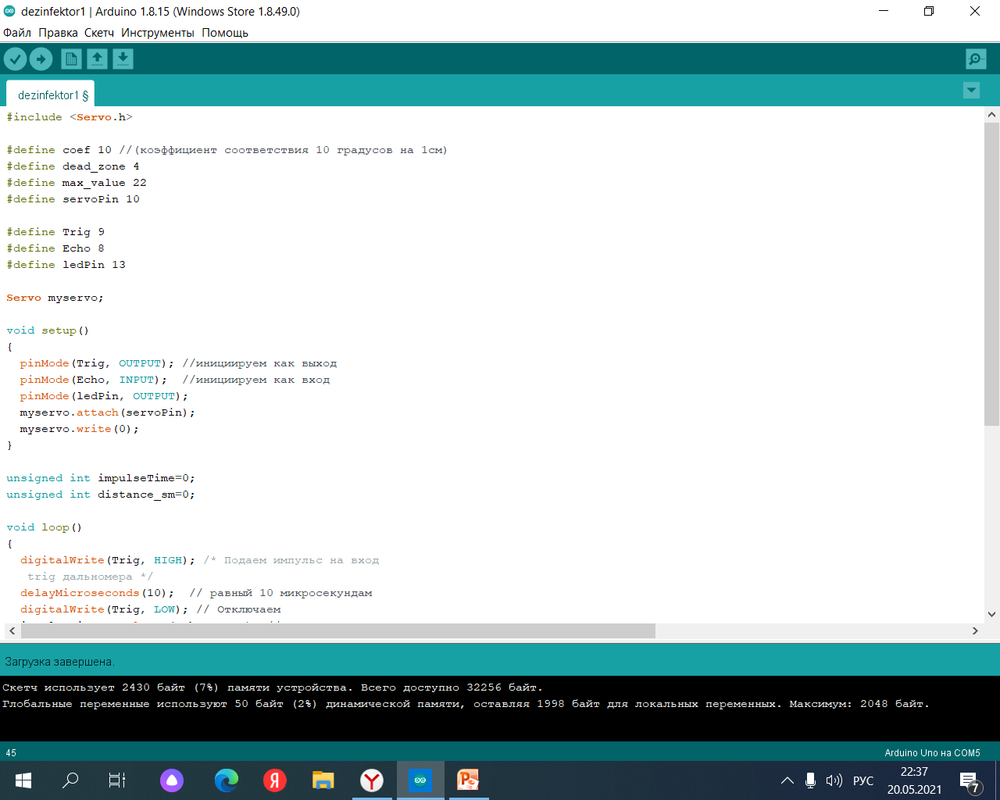 dezinfektor1 | Arduino 1.8.15 (Windows Store 1.8.49.0)
Файл Правка Скетч Инструменты Помощь
dezinfektor1 §
#include <Servo.h>
#define coef 10 //(коэффициент соответствия 10 градусов на 1см)
#define dead_zone 4
#define max_value 22
#define servoPin 10
#define Trig 9
#define Echo 8
#define ledPin 13
Servo myservo;
void setup()
{
pinMode(Trig, OUTPUT); //инициируем как выход
pinMode(Echo, INPUT); //инициируем как вход
pinMode(ledPin, OUTPUT);
myservo.attach(servoPin);
myservo.write(0);
}
unsigned int impulseTime=0;
unsigned int distance_sm=0;
void loop()
{
digitalWrite(Trig, HIGH); /* Подаем импульс на вход
trig дальномера */
delayMicroseconds(10); // равный 10 микросекундам
digitalWrite(Trig, LOW); // Отключаем
Загрузка завершена.
Скетч использует 2430 байт (7%) памяти устройства. Всего доступно 32256 байт.
Глобальные переменные используют 50 байт (2%) динамической памяти, оставляя 1998 байт для локальных переменных. Максимум: 2048 байт.
45
Arduino Uno на COM5
РУС
22:37
20.05.2021
7